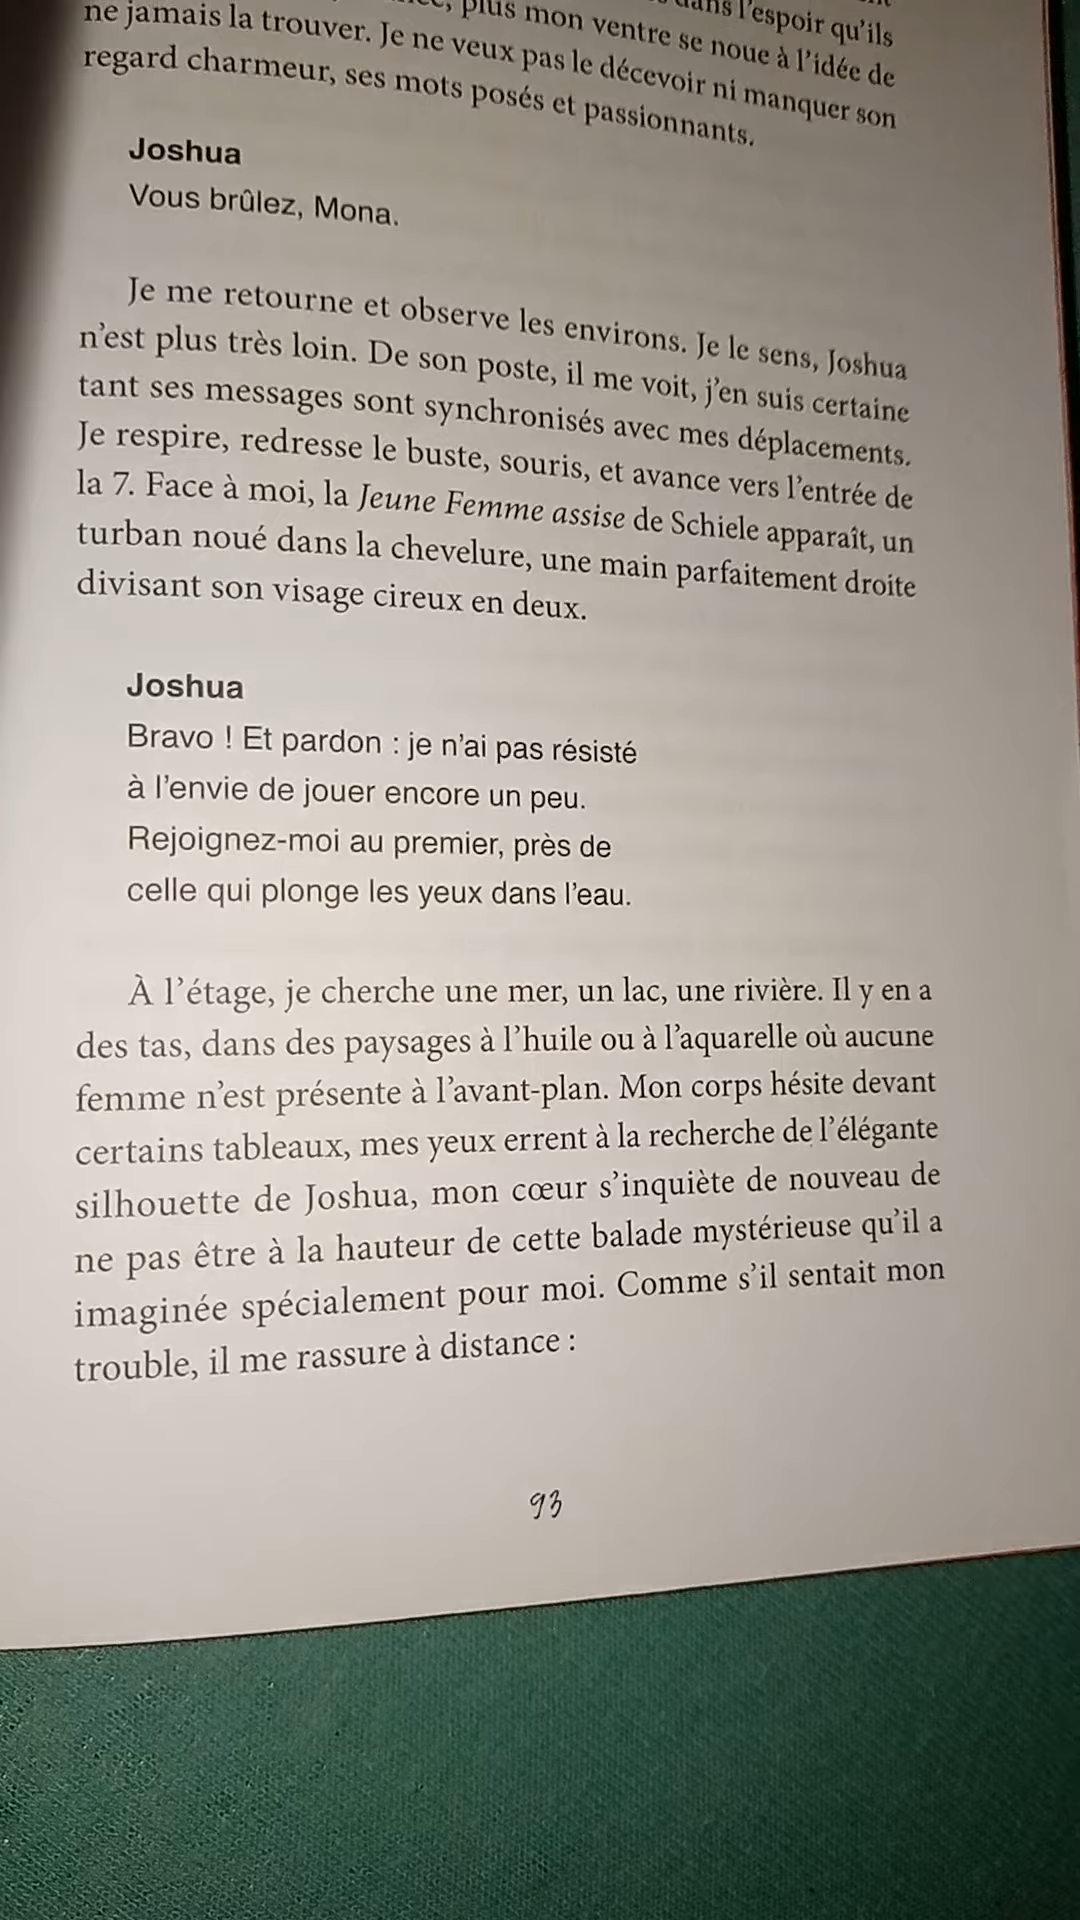 dans l'espoir qu'ils
plus mon ventre se noue à l'idée de
ne jamais la trouver. Je ne veux pas le décevoir ni manquer son
regard charmeur, ses mots posés et passionnants.
Joshua
Vous brûlez, Mona.
Je me retourne et observe les environs. Je le sens, Joshua
n'est plus très loin. De son poste, il me voit, j'en suis certaine
tant ses messages sont synchronisés avec mes déplacements.
Je respire, redresse le buste, souris, et avance vers l'entrée de
la 7. Face à moi, la Jeune Femme assise de Schiele apparaît, un
turban noué dans la chevelure, une main parfaitement droite
divisant son visage cireux en deux.
Joshua
Bravo ! Et pardon : je n'ai pas résisté
à l'envie de jouer encore un peu.
Rejoignez-moi au premier, près de
celle qui plonge les yeux dans l'eau.
À l'étage, je cherche une mer, un lac, une rivière. Il y en a
des tas, dans des paysages à l'huile ou à l'aquarelle où aucune
femme n'est présente à l'avant-plan. Mon corps hésite devant
certains tableaux, mes yeux errent à la recherche de l'élégante
silhouette de Joshua, mon cœur s'inquiète de nouveau de
ne pas être à la hauteur de cette balade mystérieuse qu'il a
imaginée spécialement pour moi. Comme s'il sentait mon
trouble, il me rassure à distance :
93